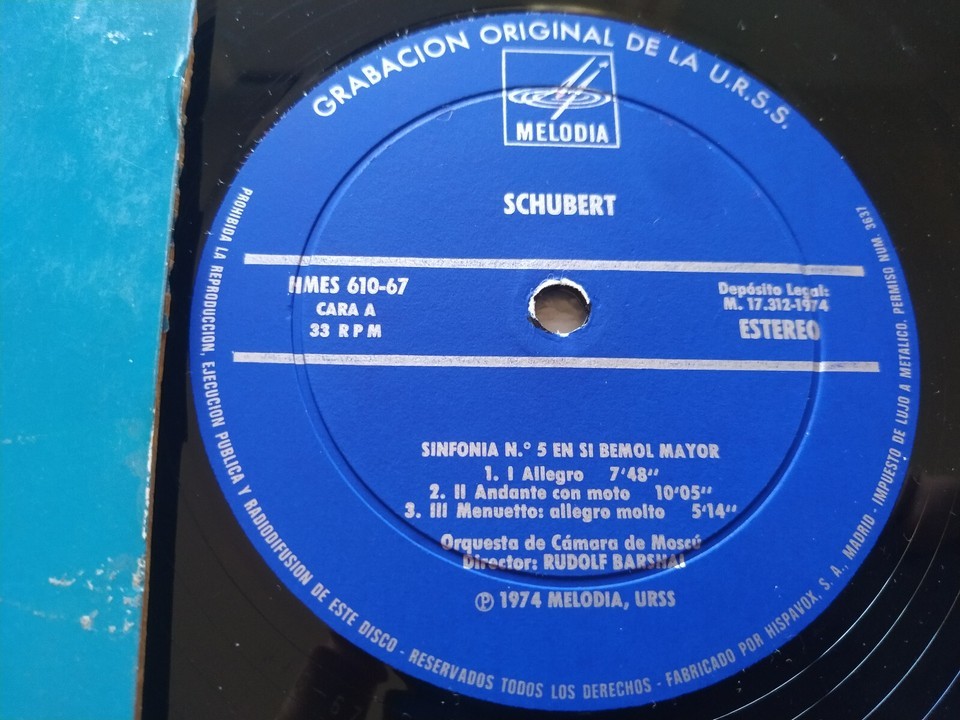 GRABACION ORIGINAL DE LA U.R.S.S.
MELODIA
SCHUBERT
HMES 610-67
CARA A
33 RPM
Depósito Legal:
M. 17.312-1974
ESTEREO
SINFONIA N.° 5 EN SI BEMOL MAYOR
1. I Allegro 7'48''
2. II Andante con moto 10'05''
3. III Menuetto: allegro molto 5'14''
Orquesta de Cámara de Moscú
Director: RUDOLF BARSHAI
℗ 1974 MELODIA, URSS
PROHIBIDA LA REPRODUCCION, EJECUCION PUBLICA Y RADIODIFUSION DE ESTE DISCO - RESERVADOS TODOS LOS DERECHOS - FABRICADO POR HISPAVOX, S. A., MADRID - IMPUESTO DE LUJO A METALICO. PERMISO NUM. 3637